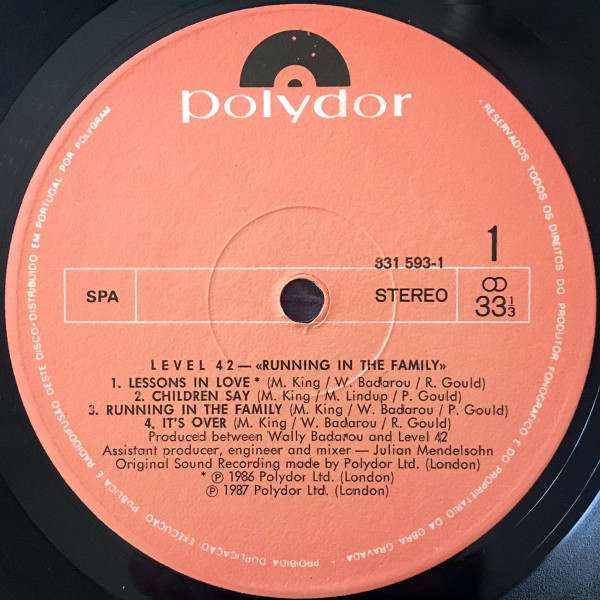 polydor
831 593-1
1
SPA
STEREO
33 1/3
LEVEL 42 — «RUNNING IN THE FAMILY»
1. LESSONS IN LOVE * (M. King / W. Badarou / R. Gould)
2. CHILDREN SAY (M. King / M. Lindup / P. Gould)
3. RUNNING IN THE FAMILY (M. King / W. Badarou / P. Gould)
4. IT'S OVER (M. King / W. Badarou / R. Gould)
Produced between Wally Badarou and Level 42
Assistant producer, engineer and mixer — Julian Mendelsohn
Original Sound Recording made by Polydor Ltd. (London)
* ℗ 1986 Polydor Ltd. (London)
℗ 1987 Polydor Ltd. (London)
· RESERVADOS TODOS OS DIREITOS DO PRODUTOR FONOGRÁFICO E DO PROPRIETÁRIO DA OBRA GRAVADA · PROIBIDA DUPLICAÇÃO EXECUÇÃO PÚBLICA E RADIODIFUSÃO DESTE DISCO · DISTRIBUIDO EM PORTUGAL POR POLYGRAM